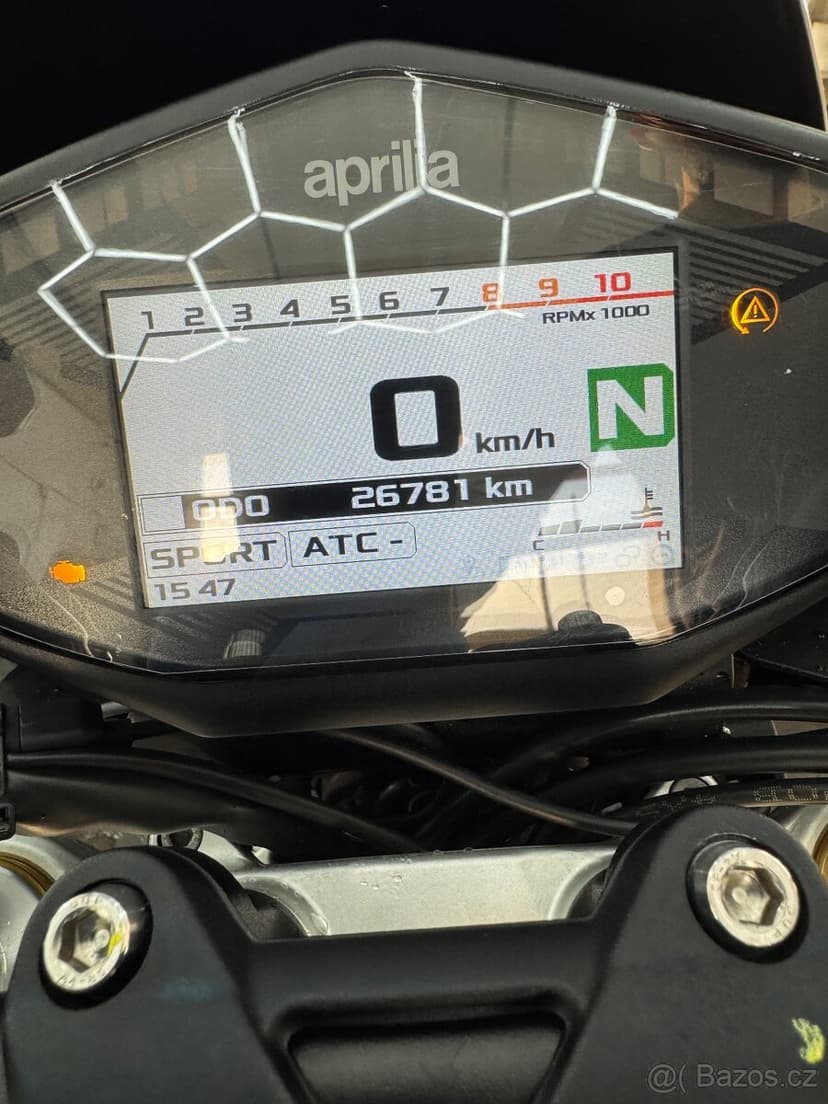 aprilia
1 2 3 4 5 6 7 8 9 10
RPMx 1000
0 km/h
N
ODO 26781 km
SPORT ATC -
C H
15 47
@( Bazos.cz